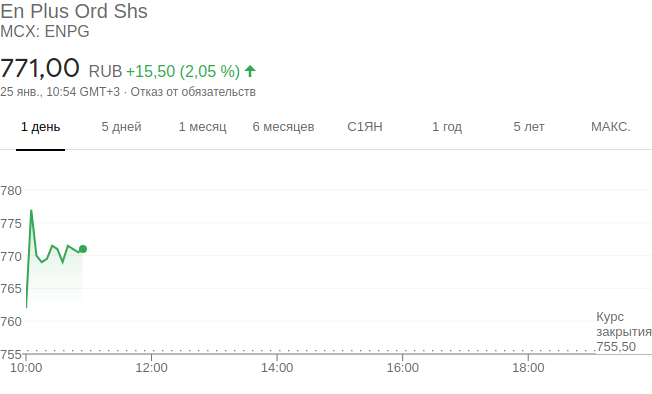 En Plus Ord Shs
MCX: ENPG
771,00 RUB +15,50 (2,05 %)
25 янв., 10:54 GMT+3 · Отказ от обязательств
1 день 5 дней 1 месяц 6 месяцев С1ЯН 1 год 5 лет МАКС.
780
775
770
765
760
755
Курс
закрытия
755,50
10:00 12:00 14:00 16:00 18:00